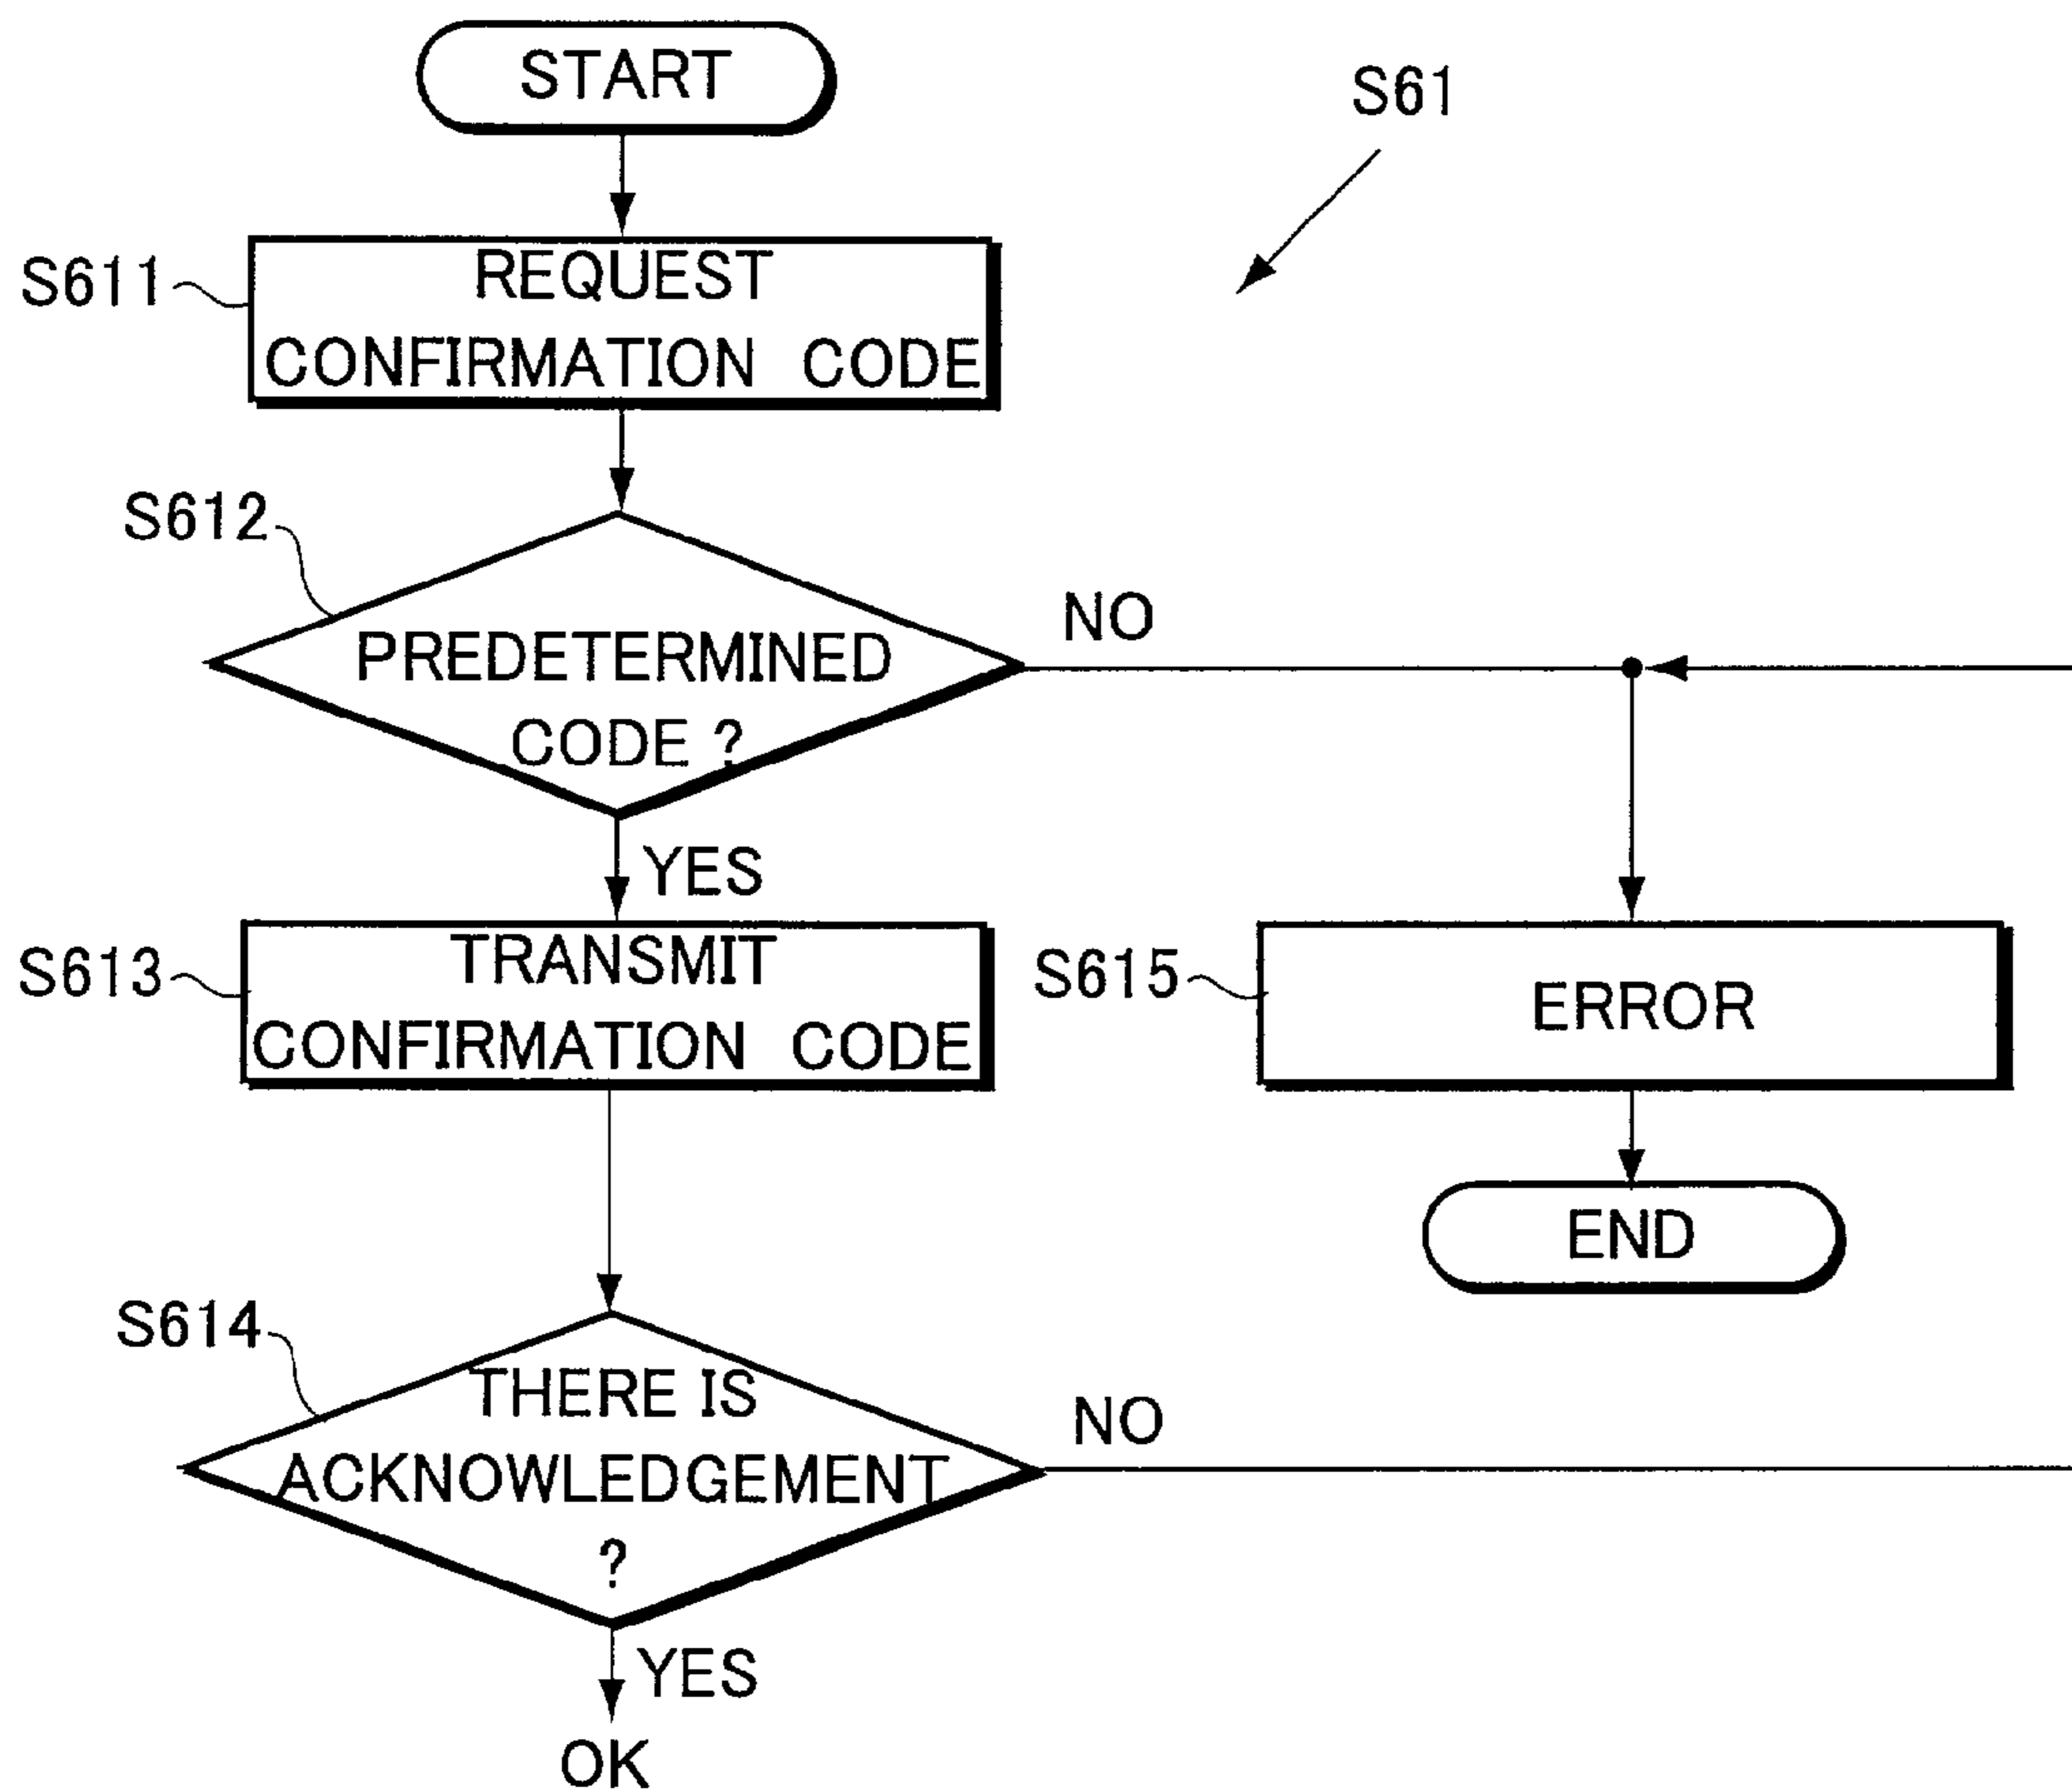 START
S61
S611
REQUEST
CONFIRMATION CODE
S612
PREDETERMINED
CODE ?
NO
YES
S613
TRANSMIT
CONFIRMATION CODE
S615
ERROR
END
S614
THERE IS
ACKNOWLEDGEMENT
?
NO
YES
OK